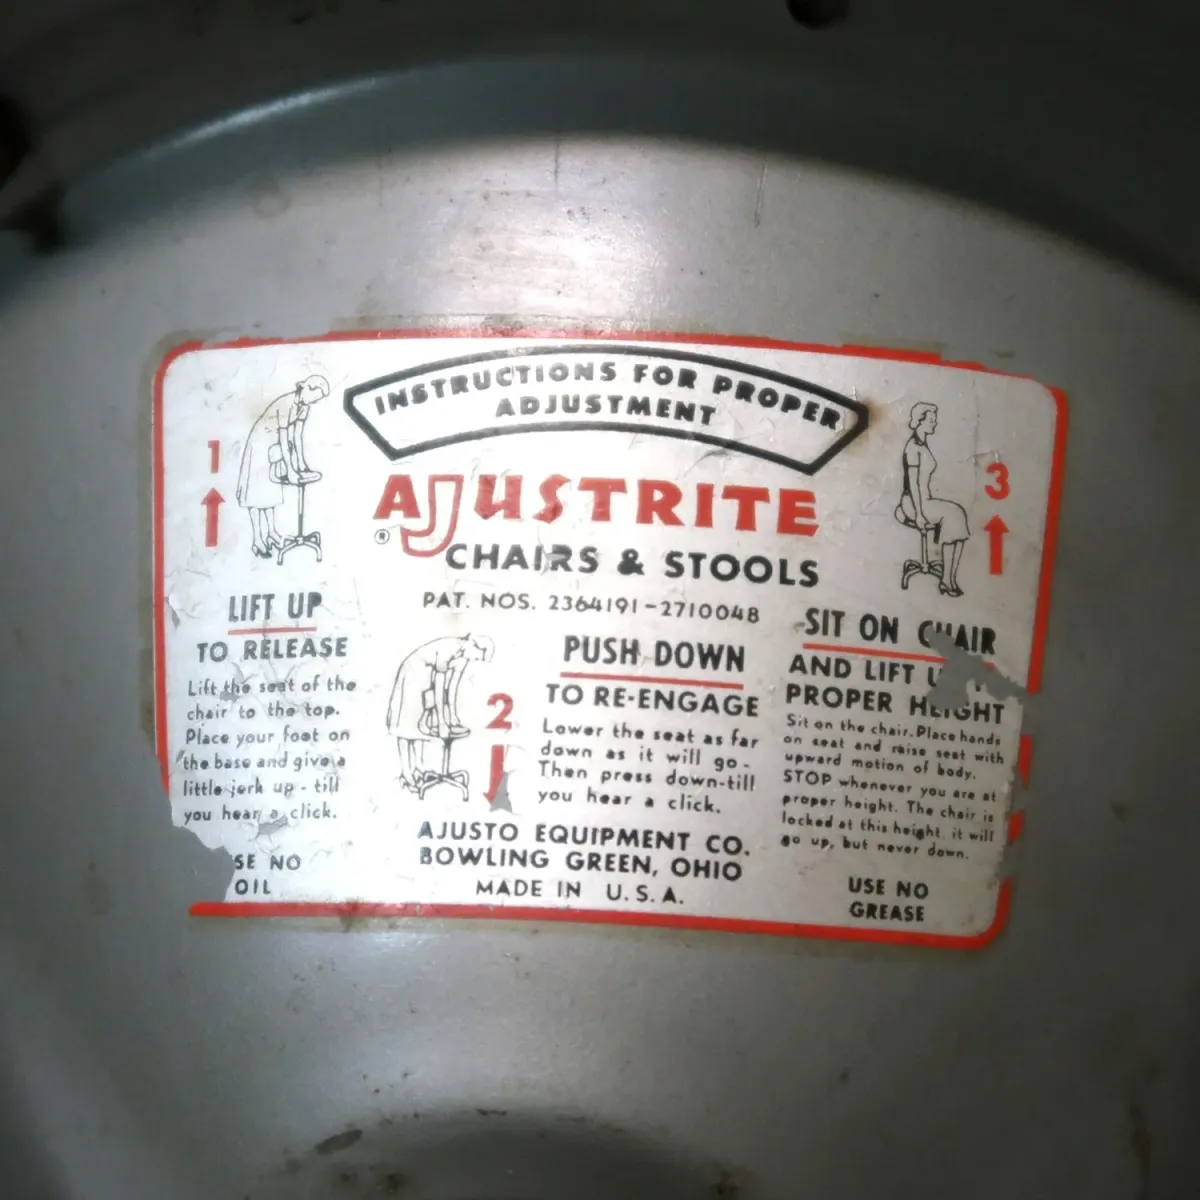 INSTRUCTIONS FOR PROPER
ADJUSTMENT
AJUSTRITE
®
CHAIRS & STOOLS
PAT. NOS. 2364191-2710048
1
LIFT UP
TO RELEASE
Lift the seat of the
chair to the top.
Place your foot on
the base and give a
little jerk up - till
you hear a click.
SE NO
OIL
2
PUSH DOWN
TO RE-ENGAGE
Lower the seat as far
down as it will go-
Then press down-till
you hear a click.
AJUSTO EQUIPMENT CO.
BOWLING GREEN, OHIO
MADE IN U.S.A.
3
SIT ON CHAIR
AND LIFT
PROPER HEIGHT
Sit on the chair. Place hands
on seat and raise seat with
upward motion of body.
STOP whenever you are at
proper height. The chair is
locked at this height. it will
go up, but never down.
USE NO
GREASE